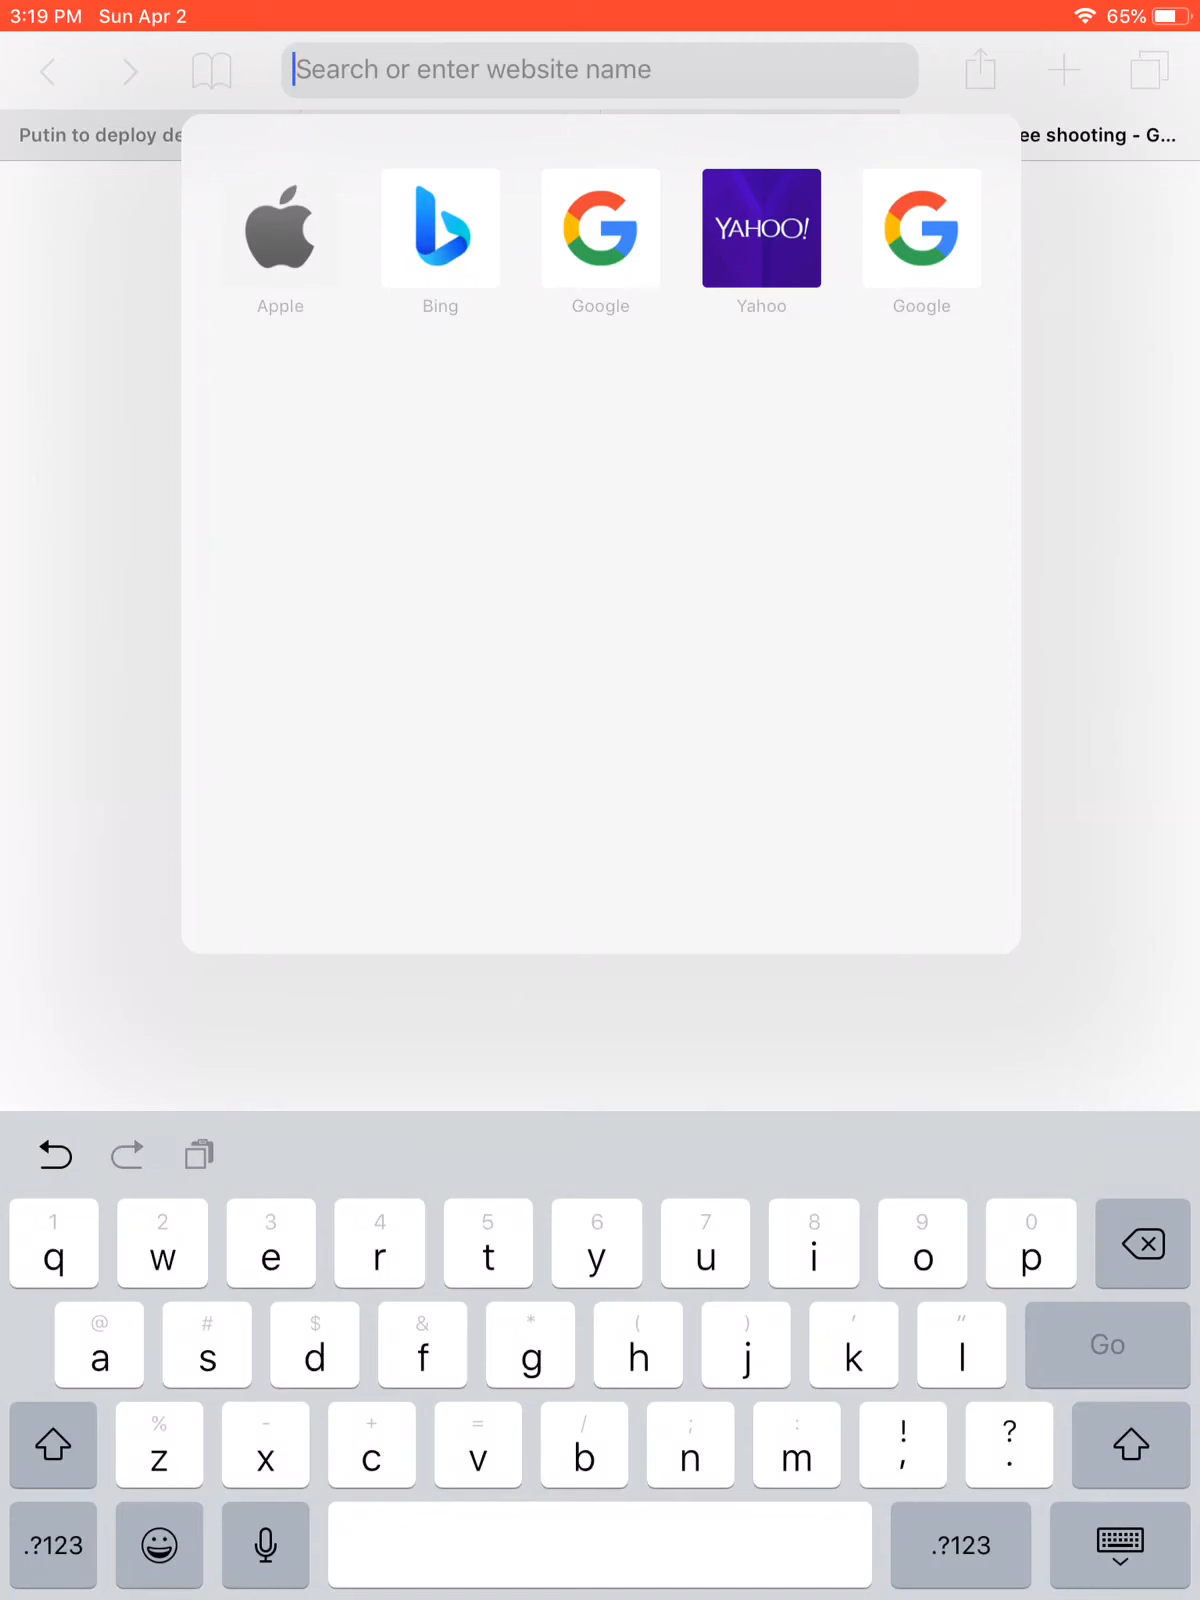 3:19 PM Sun Apr 2 65%
Search or enter website name
Putin to deploy de
ee shooting - G...
YAHOO!
Apple Bing Google Yahoo Google
1 2 3 4 5 6 7 8 9 0
q w e r t y u i o p
@ # $ & * ( ) ' "
a s d f g h j k l Go
% - + = / ; : ! ?
z x c v b n m , .
.?123 .?123